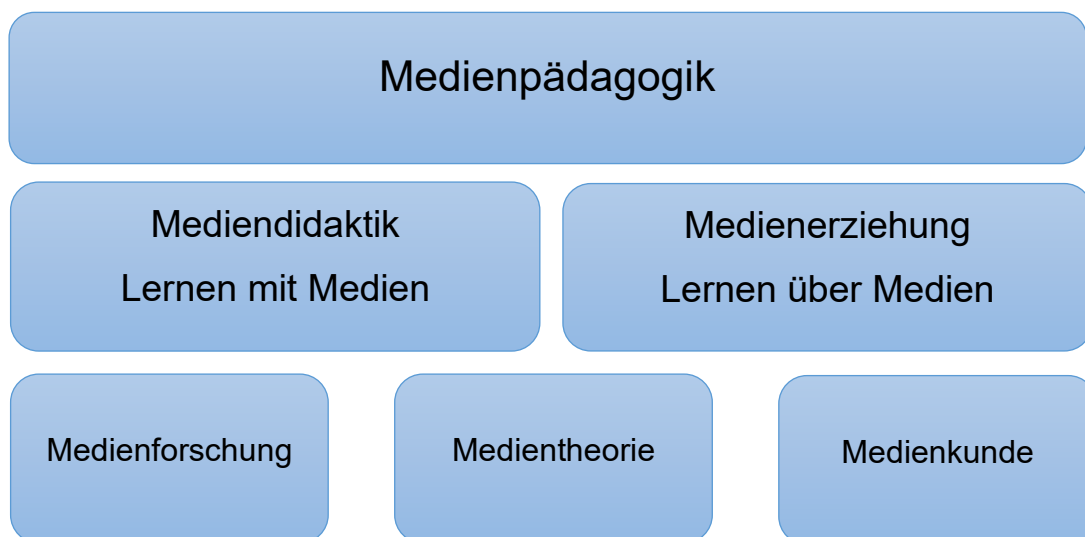 Medienpädagogik
Mediendidaktik
Lernen mit Medien
Medienerziehung
Lernen über Medien
Medienforschung
Medientheorie
Medienkunde